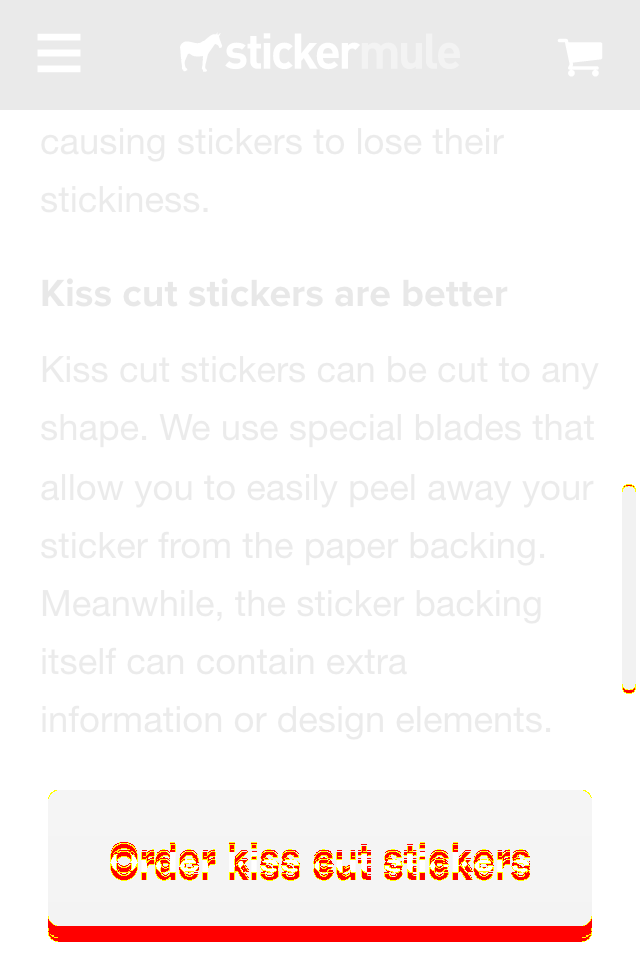 stickermule
causing stickers to lose their
stickiness.
Kiss cut stickers are better
Kiss cut stickers can be cut to any
shape. We use special blades that
allow you to easily peel away your
sticker from the paper backing.
Meanwhile, the sticker backing
itself can contain extra
information or design elements.
Order kiss cut stickers